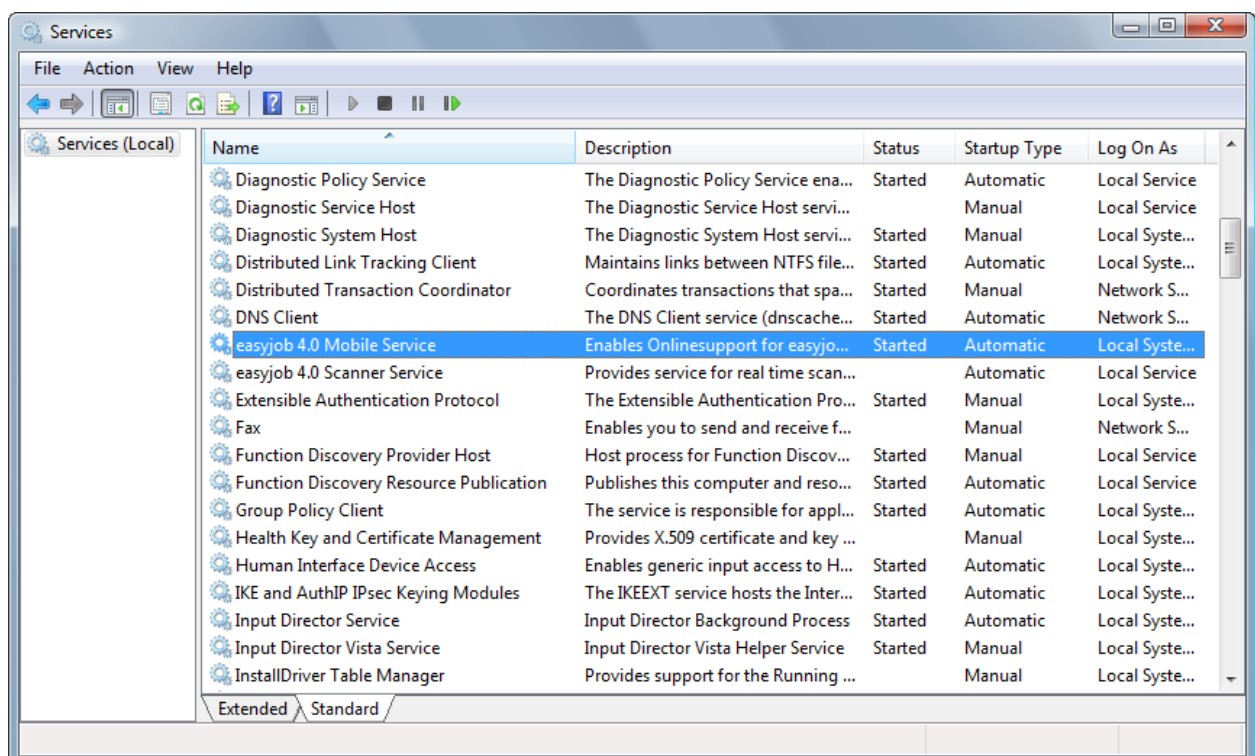 Services
File Action View Help
Services (Local)
Name Description Status Startup Type Log On As
Diagnostic Policy Service The Diagnostic Policy Service ena... Started Automatic Local Service
Diagnostic Service Host The Diagnostic Service Host servi... Manual Local Service
Diagnostic System Host The Diagnostic System Host servi... Started Manual Local Syste...
Distributed Link Tracking Client Maintains links between NTFS file... Started Automatic Local Syste...
Distributed Transaction Coordinator Coordinates transactions that spa... Started Manual Network S...
DNS Client The DNS Client service (dnscache... Started Automatic Network S...
easyjob 4.0 Mobile Service Enables Onlinesupport for easyjo... Started Automatic Local Syste...
easyjob 4.0 Scanner Service Provides service for real time scan... Automatic Local Service
Extensible Authentication Protocol The Extensible Authentication Pro... Started Manual Local Syste...
Fax Enables you to send and receive f... Manual Network S...
Function Discovery Provider Host Host process for Function Discov... Started Manual Local Service
Function Discovery Resource Publication Publishes this computer and reso... Started Automatic Local Service
Group Policy Client The service is responsible for appl... Started Automatic Local Syste...
Health Key and Certificate Management Provides X.509 certificate and key ... Manual Local Syste...
Human Interface Device Access Enables generic input access to H... Started Automatic Local Syste...
IKE and AuthIP IPsec Keying Modules The IKEEXT service hosts the Inter... Started Automatic Local Syste...
Input Director Service Input Director Background Process Started Automatic Local Syste...
Input Director Vista Service Input Director Vista Helper Service Started Manual Local Syste...
InstallDriver Table Manager Provides support for the Running ... Manual Local Syste...
Extended Standard